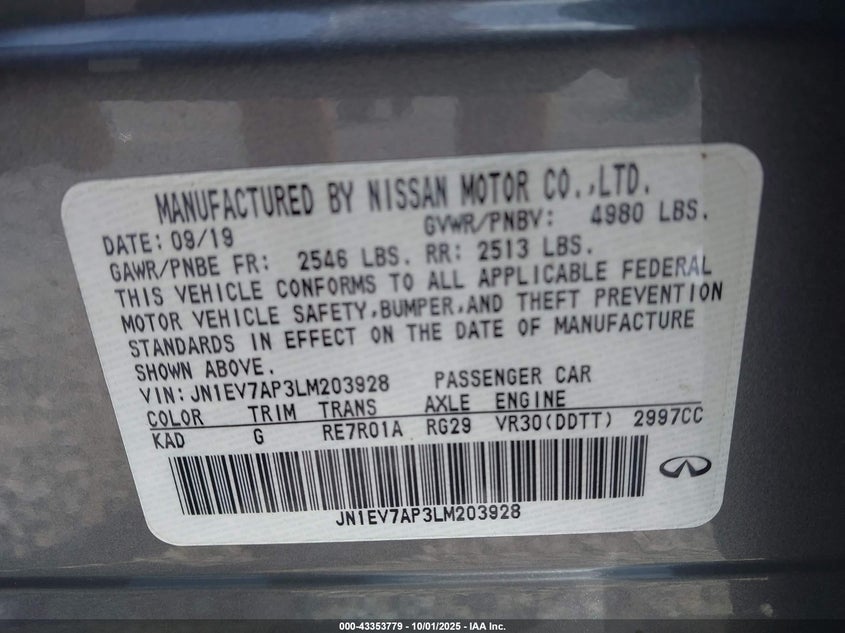 MANUFACTURED BY NISSAN MOTOR CO.,LTD.
DATE: 09/19 GVWR/PNBV: 4980 LBS.
GAWR/PNBE FR: 2546 LBS. RR: 2513 LBS.
THIS VEHICLE CONFORMS TO ALL APPLICABLE FEDERAL
MOTOR VEHICLE SAFETY,BUMPER,AND THEFT PREVENTION
STANDARDS IN EFFECT ON THE DATE OF MANUFACTURE
SHOWN ABOVE.
VIN: JN1EV7AP3LM203928 PASSENGER CAR
COLOR TRIM TRANS AXLE ENGINE
KAD G RE7R01A RG29 VR30(DDTT) 2997CC
JN1EV7AP3LM203928
000-43353779 - 10/01/2025 - IAA Inc.